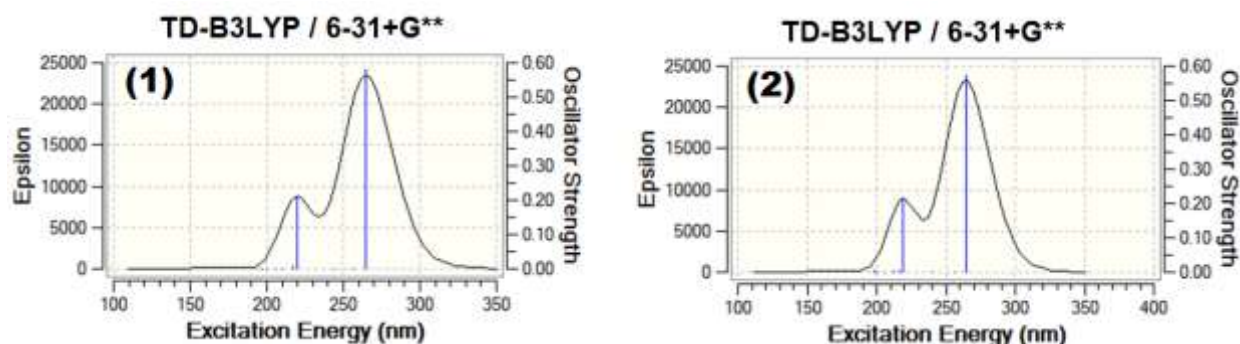 TD-B3LYP / 6-31+G**
(1)
Epsilon
25000
20000
15000
10000
5000
0
0.60
0.50
0.40
0.30
0.20
0.10
0.00
Oscillator Strength
100 150 200 250 300 350
Excitation Energy (nm)
TD-B3LYP / 6-31+G**
(2)
Epsilon
25000
20000
15000
10000
5000
0
0.60
0.50
0.40
0.30
0.20
0.10
0.00
Oscillator Strength
100 150 200 250 300 350 400
Excitation Energy (nm)